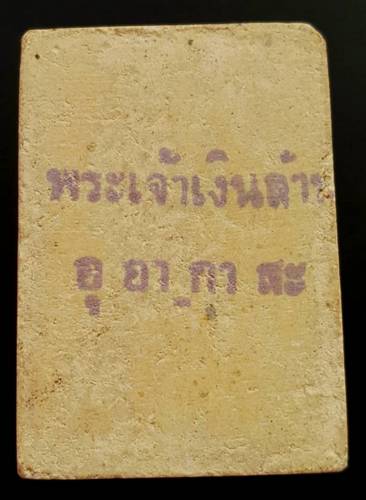 พระเจ้าเงินล้าน
อุ อา กา สะ